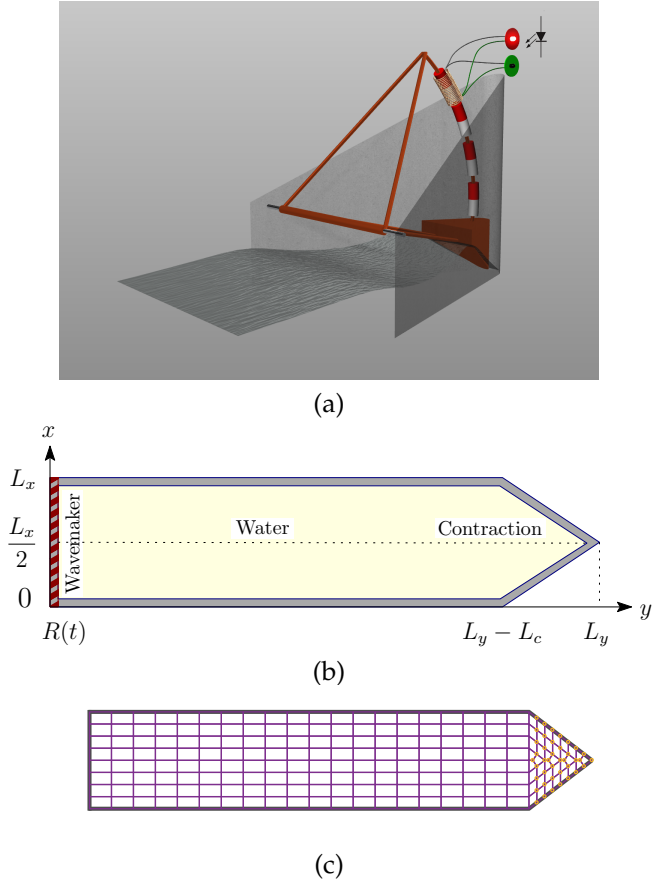 (a)
x
L_x
Wavemaker
Water
Contraction
L_x
2
0
y
R(t)
L_y − L_c
L_y
(b)
(c)